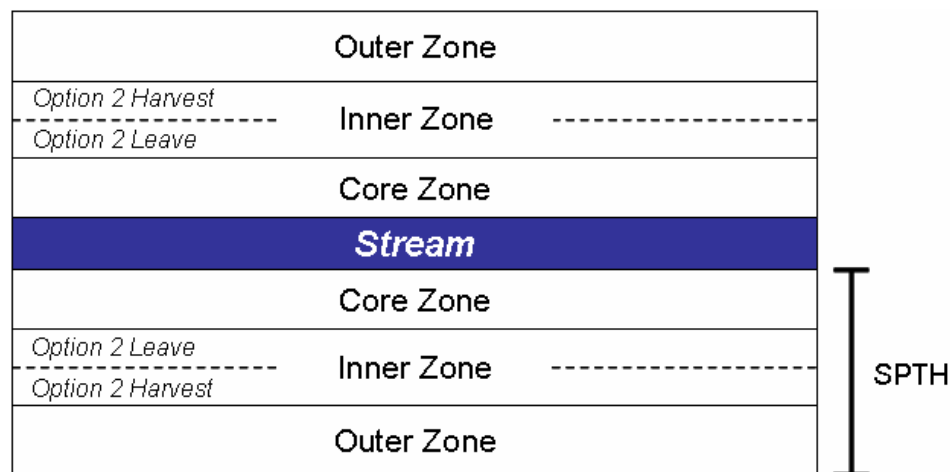 Outer Zone
Option 2 Harvest
Inner Zone
Option 2 Leave
Core Zone
Stream
Core Zone
Option 2 Leave
Inner Zone
Option 2 Harvest
SPTH
Outer Zone